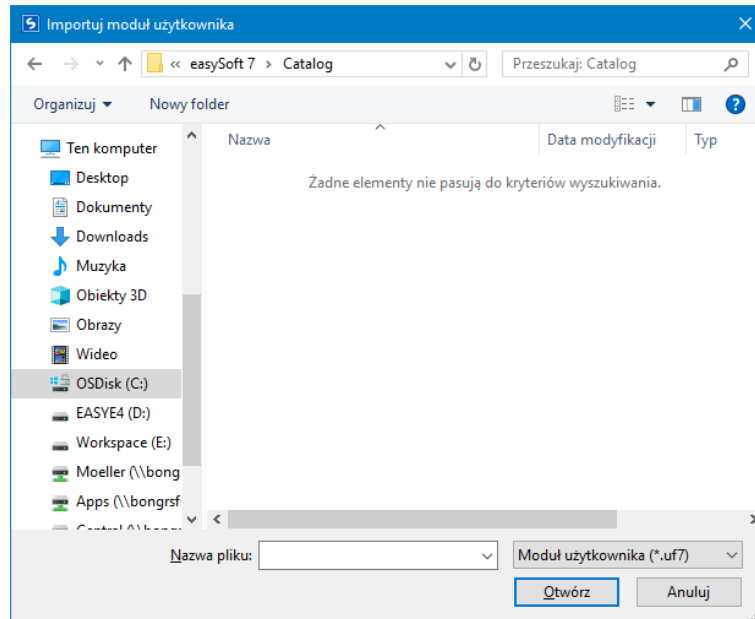 Importuj moduł użytkownika
« easySoft 7 › Catalog
Przeszukaj: Catalog
Organizuj
Nowy folder
Nazwa
Data modyfikacji
Typ
Żadne elementy nie pasują do kryteriów wyszukiwania.
Ten komputer
Desktop
Dokumenty
Downloads
Muzyka
Obiekty 3D
Obrazy
Wideo
OSDisk (C:)
EASYE4 (D:)
Workspace (E:)
Moeller (\\bong
Apps (\\bongrsf
Nazwa pliku:
Moduł użytkownika (*.uf7)
Otwórz
Anuluj